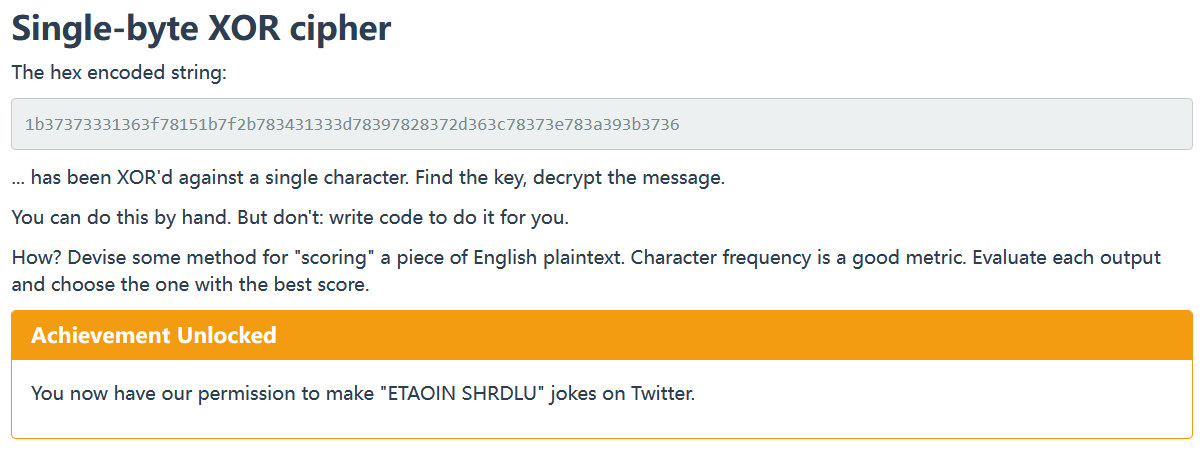 Single-byte XOR cipher
The hex encoded string:
1b37373331363f78151b7f2b783431333d78397828372d363c78373e783a393b3736
... has been XOR'd against a single character. Find the key, decrypt the message.
You can do this by hand. But don't: write code to do it for you.
How? Devise some method for "scoring" a piece of English plaintext. Character frequency is a good metric. Evaluate each output
and choose the one with the best score.
Achievement Unlocked
You now have our permission to make "ETAOIN SHRDLU" jokes on Twitter.